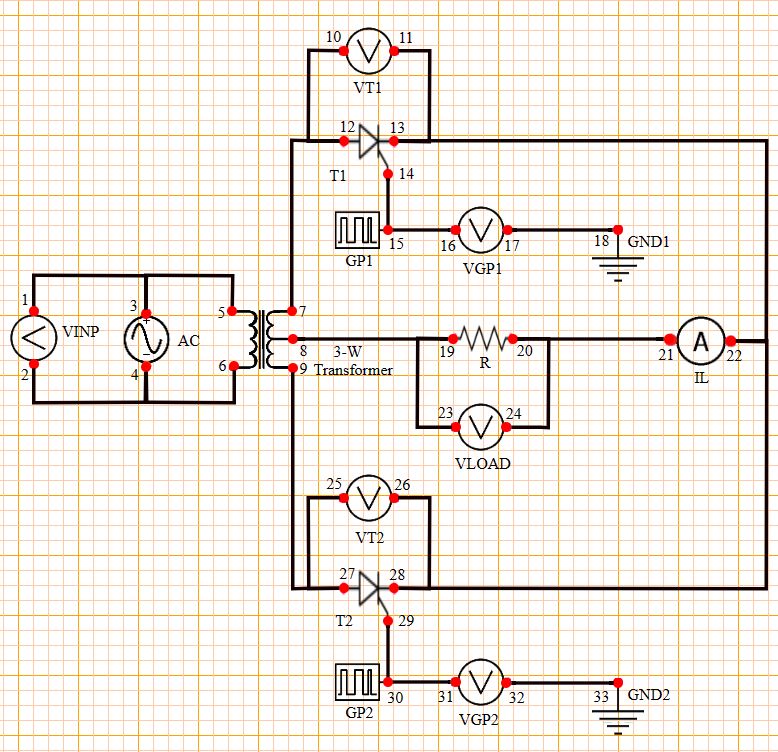 10 11
VT1
12 13
T1 14
15 16 17 18 GND1
GP1 VGP1
1 3 5 7
VINP AC
2 4 6 8 9
3-W
Transformer
19 20 21 22
R IL
23 24
VLOAD
25 26
VT2
27 28
T2 29
30 31 32 33 GND2
GP2 VGP2
V
V
<
+
−
A
V
V
V